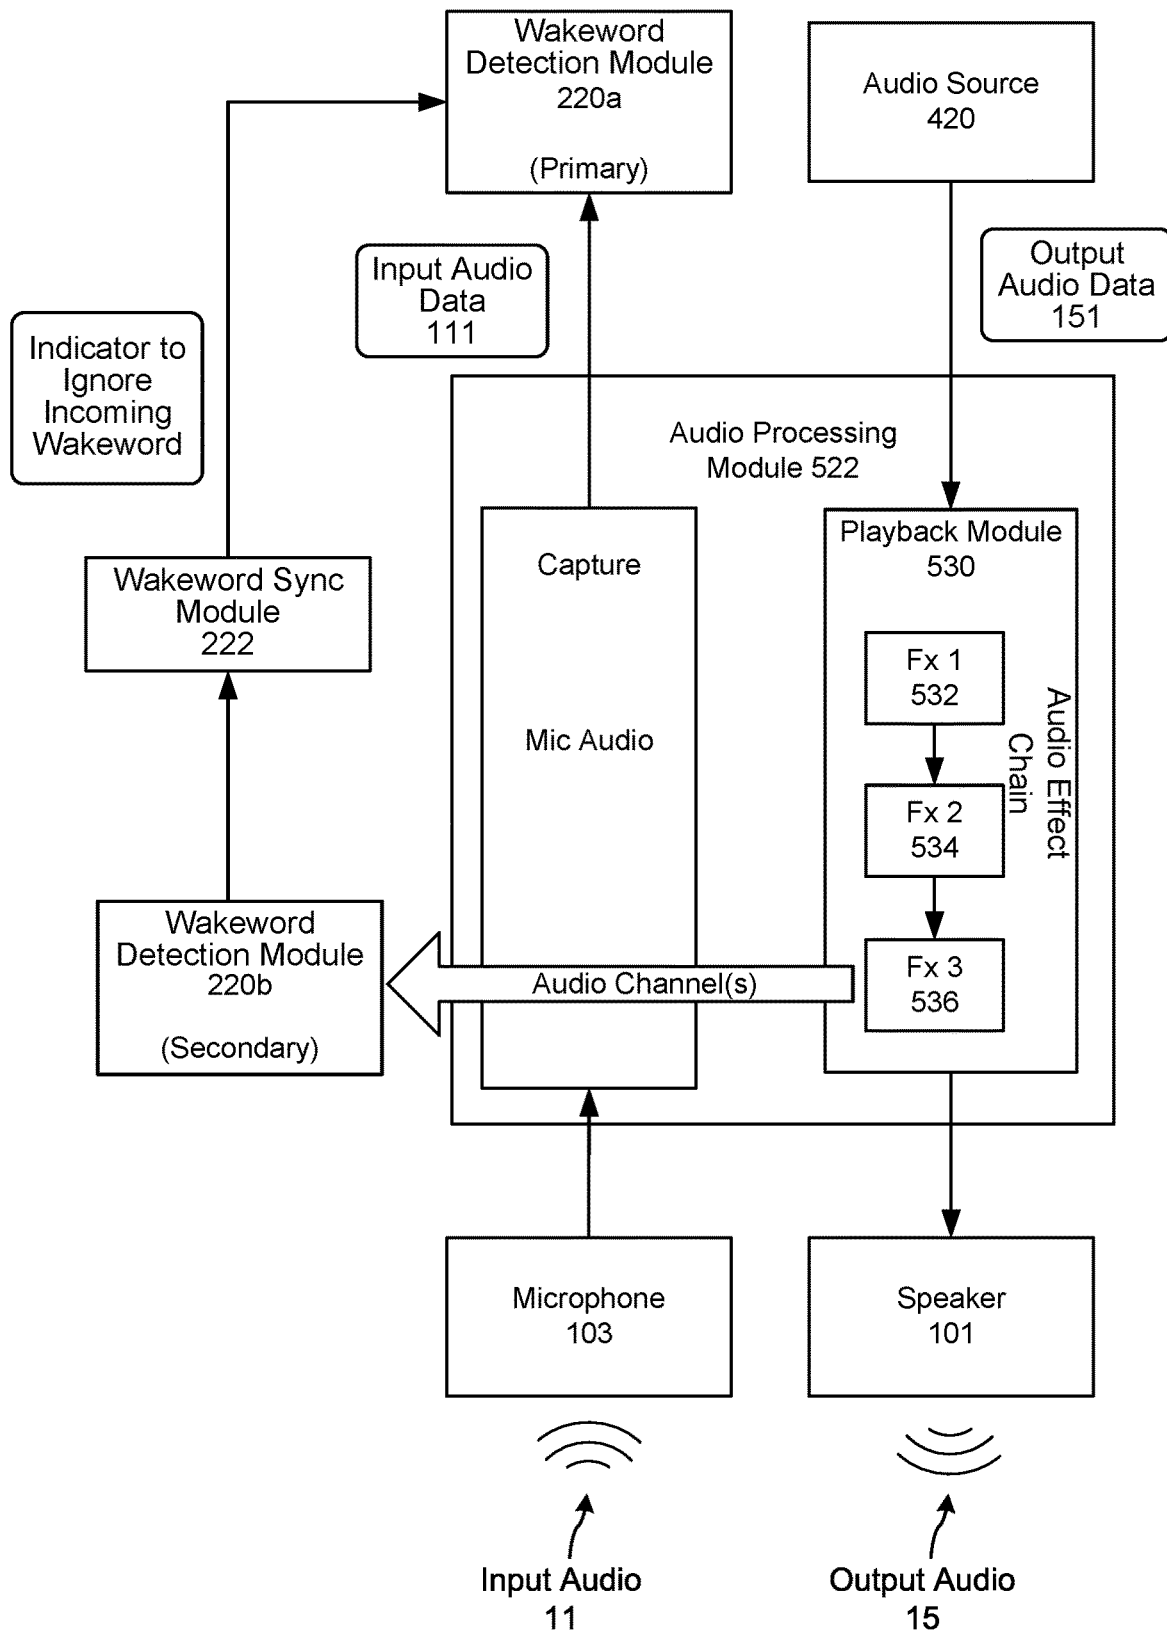 Wakeword
Detection Module
220a
(Primary)
Audio Source
420
Input Audio
Data
111
Output
Audio Data
151
Indicator to
Ignore
Incoming
Wakeword
Audio Processing
Module 522
Capture
Mic Audio
Playback Module
530
Fx 1
532
Fx 2
534
Fx 3
536
Audio Effect
Chain
Wakeword Sync
Module
222
Wakeword
Detection Module
220b
(Secondary)
Audio Channel(s)
Microphone
103
Speaker
101
Input Audio
11
Output Audio
15